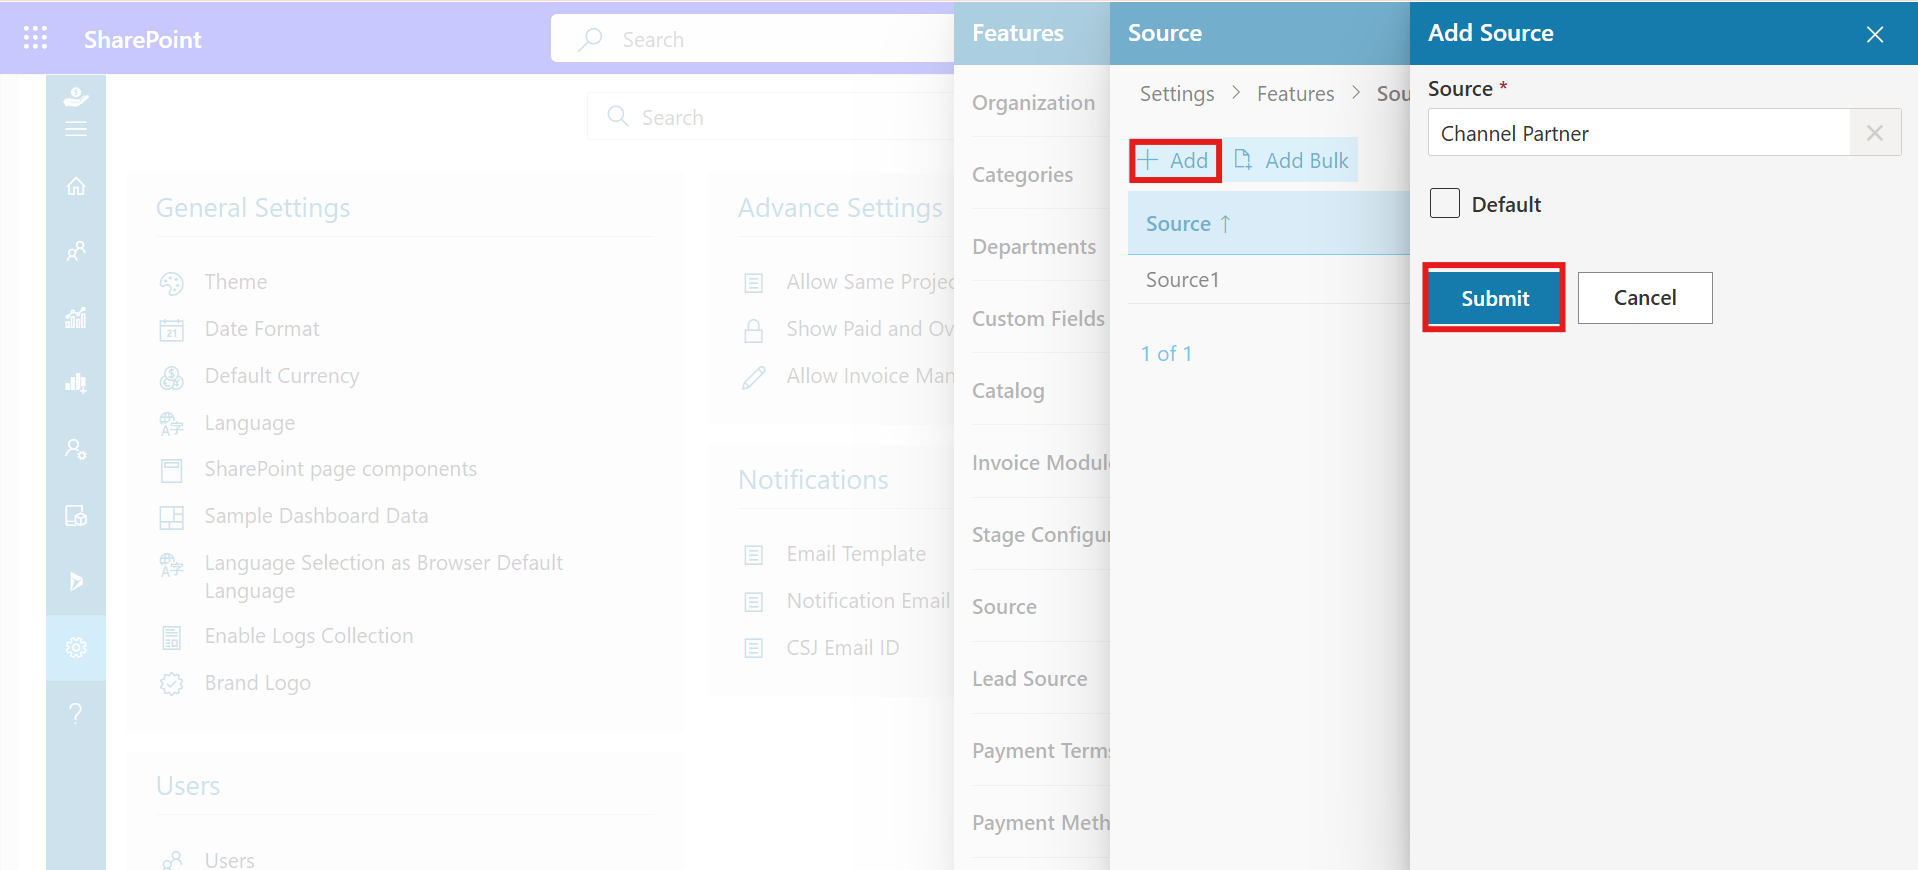 SharePoint
Search
Search
General Settings
Theme
Date Format
21
Default Currency
Language
SharePoint page components
Sample Dashboard Data
Language Selection as Browser Default
Language
Enable Logs Collection
Brand Logo
Users
Users
Advance Settings
Allow Same Projec
Show Paid and Ov
Allow Invoice Man
Notifications
Email Template
Notification Email
CSJ Email ID
Features
Organization
Categories
Departments
Custom Fields
Catalog
Invoice Modul
Stage Configur
Source
Lead Source
Payment Terms
Payment Meth
Source
Settings > Features > Sou
Add
Add Bulk
Source ↑
Source1
1 of 1
Add Source
Source *
Channel Partner
Default
Submit
Cancel